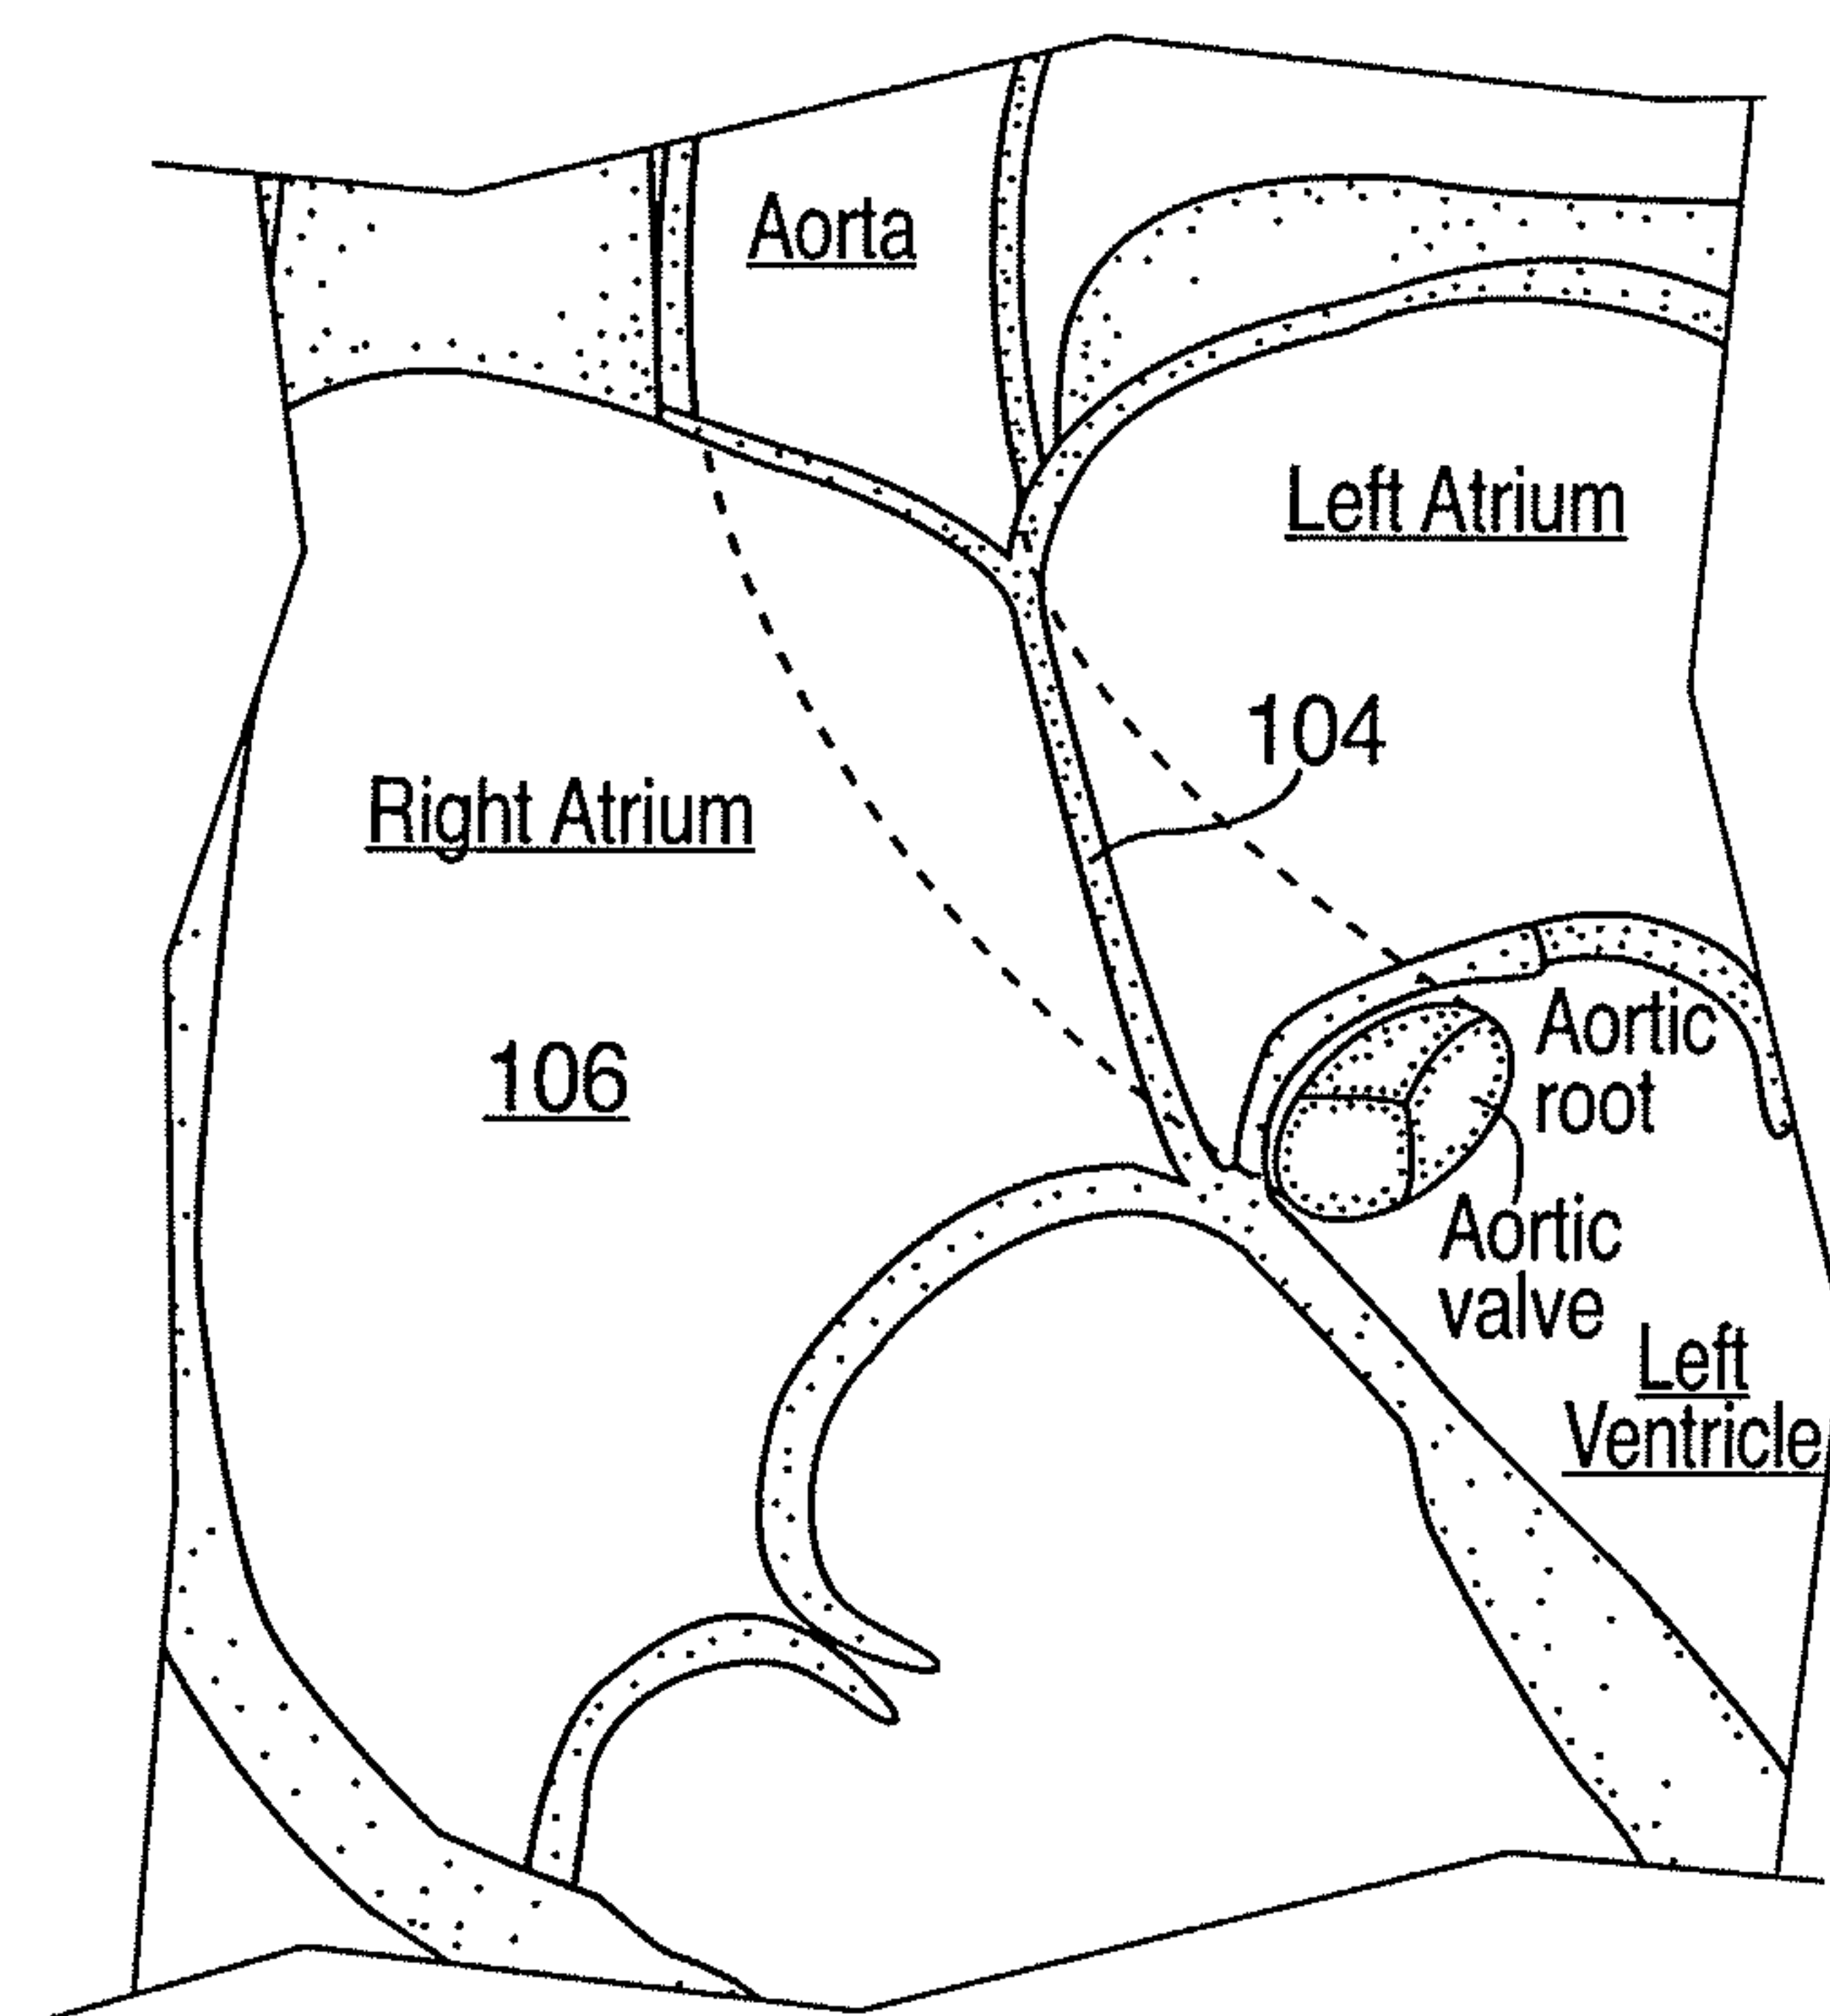 Aorta
Left Atrium
104
Right Atrium
106
Aortic
root
Aortic
valve
Left
Ventricle